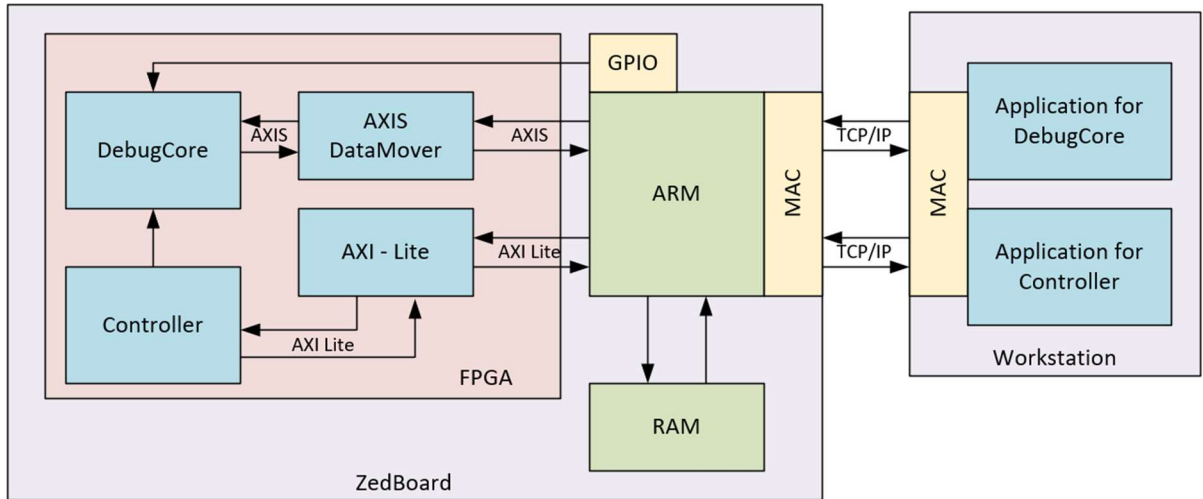 GPIO
DebugCore
AXIS
AXIS
DataMover
AXIS
ARM
MAC
TCP/IP
MAC
Application for
DebugCore
AXI - Lite
AXI Lite
TCP/IP
Application for
Controller
Controller
AXI Lite
FPGA
Workstation
RAM
ZedBoard